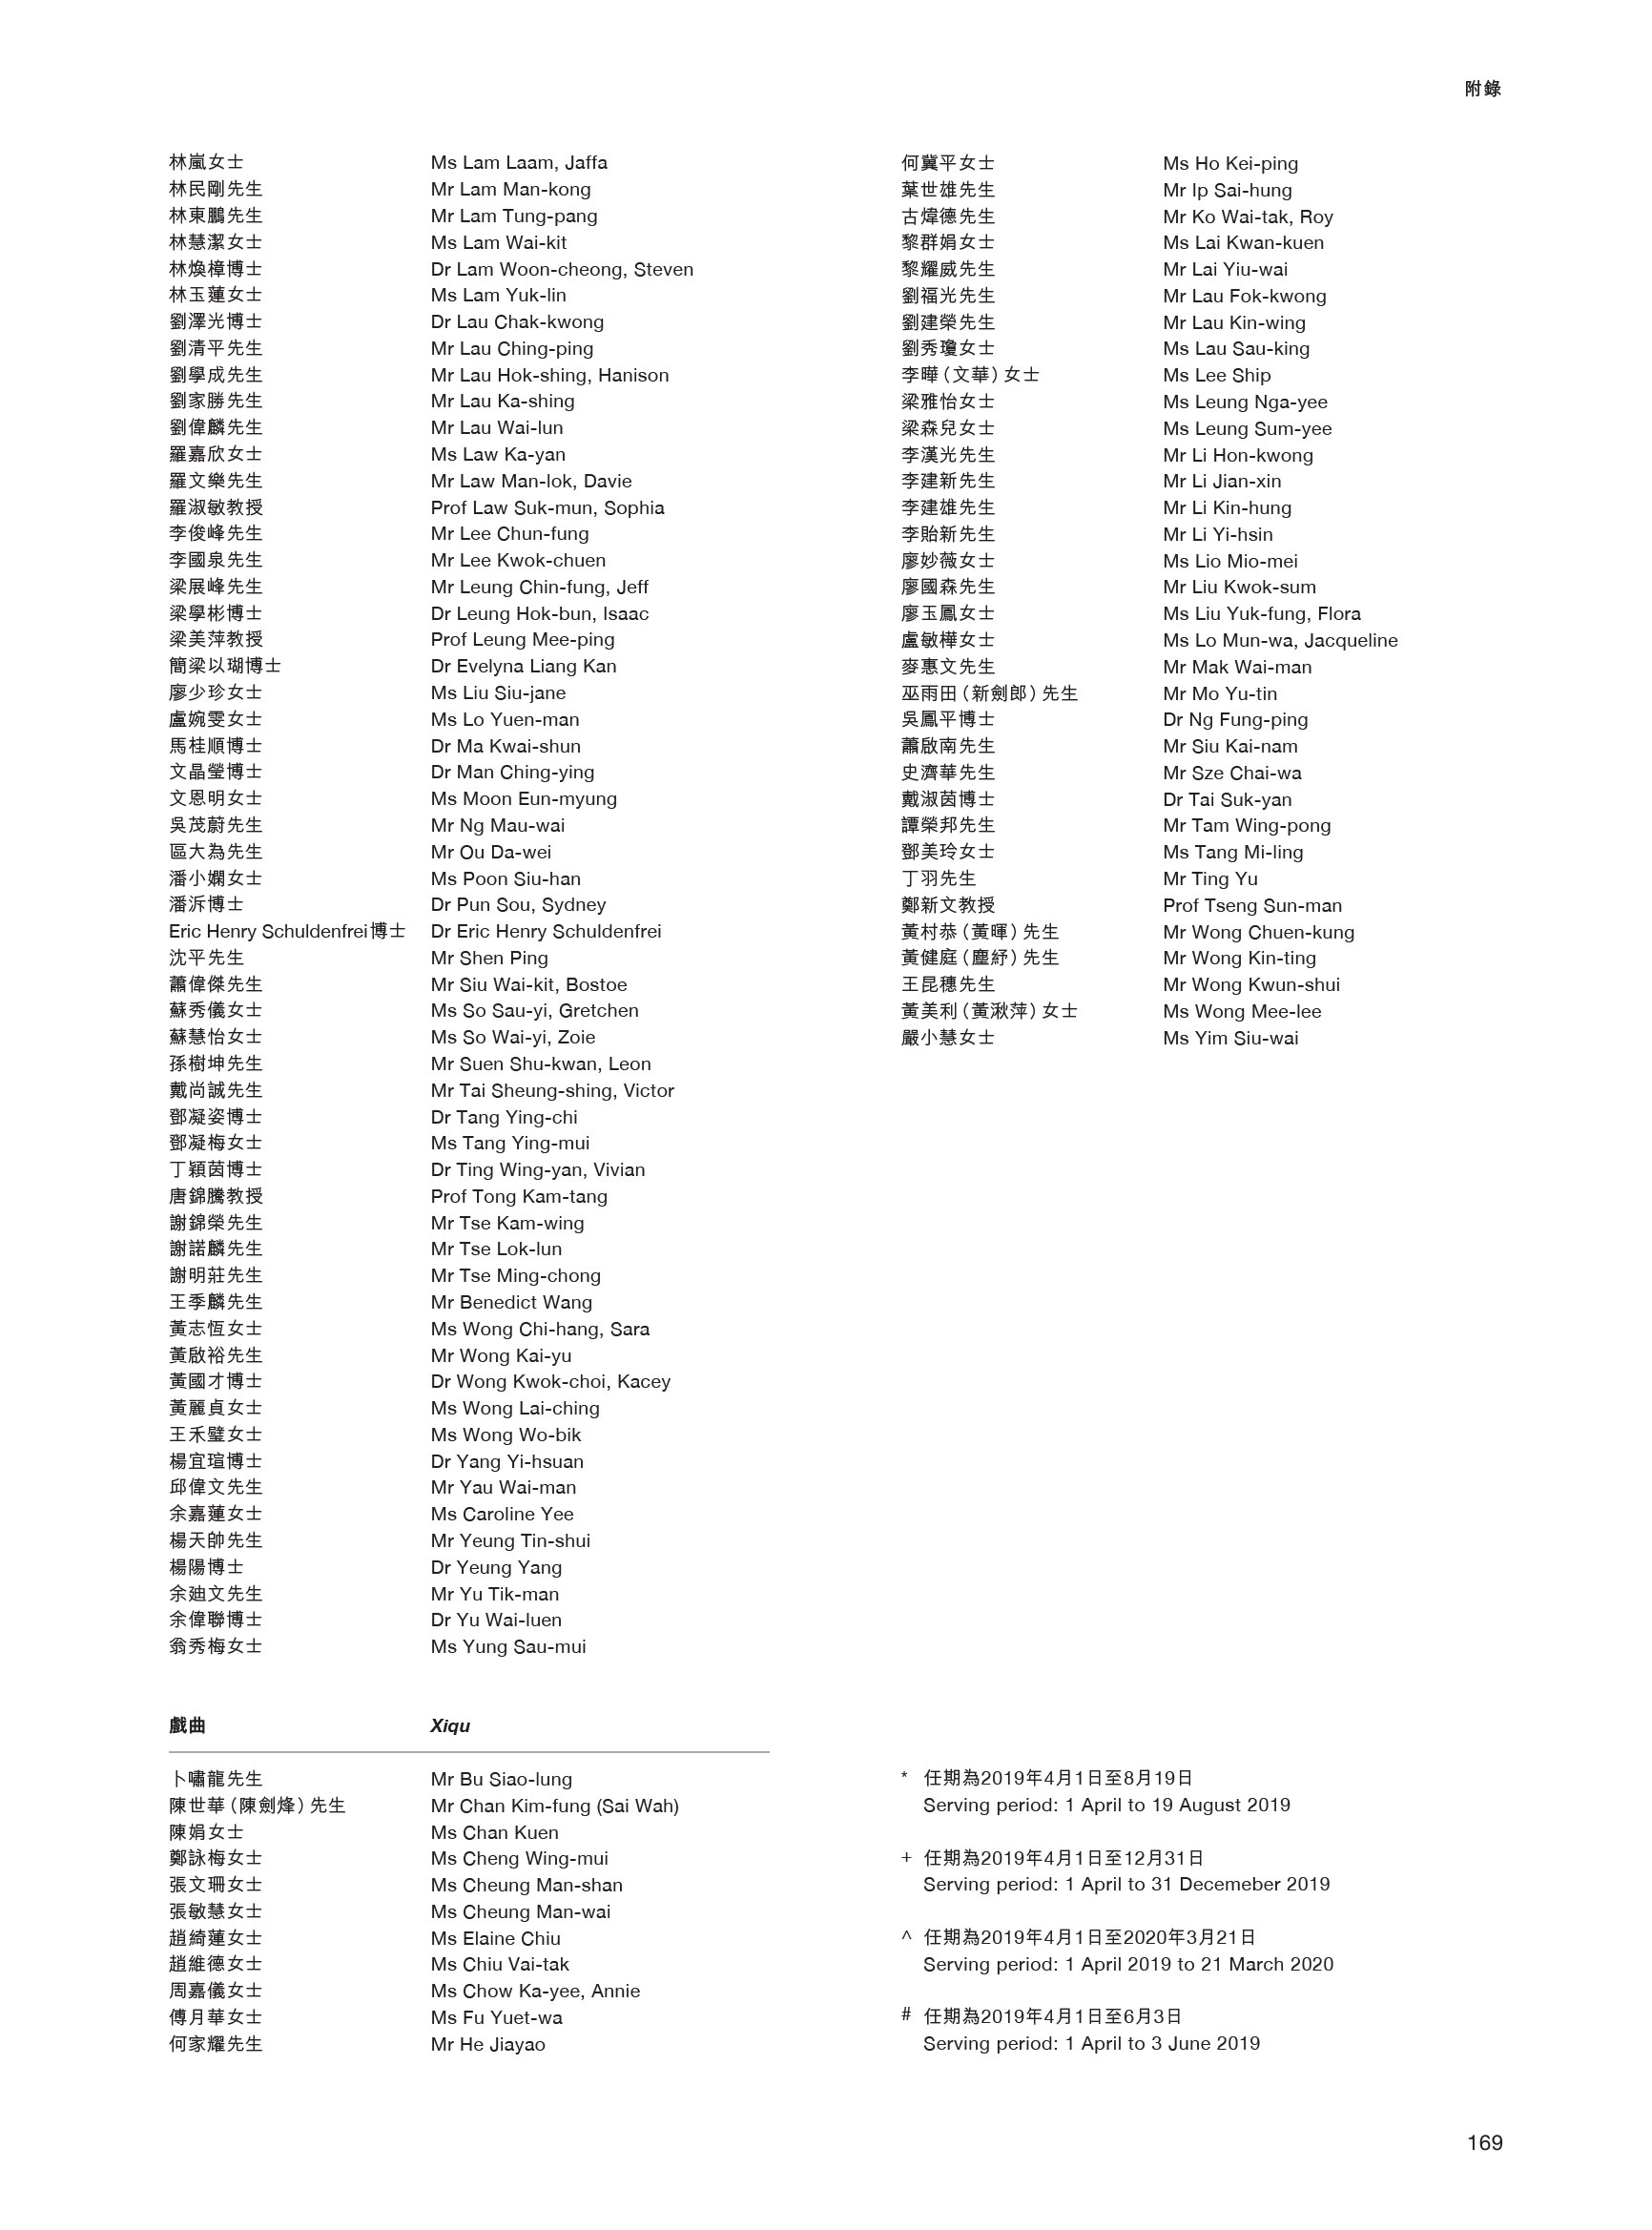 附錄
林嵐女士 Ms Lam Laam, Jaffa
林民剛先生 Mr Lam Man-kong
林東鵬先生 Mr Lam Tung-pang
林慧潔女士 Ms Lam Wai-kit
林煥樟博士 Dr Lam Woon-cheong, Steven
林玉蓮女士 Ms Lam Yuk-lin
劉澤光博士 Dr Lau Chak-kwong
劉清平先生 Mr Lau Ching-ping
劉學成先生 Mr Lau Hok-shing, Hanison
劉家勝先生 Mr Lau Ka-shing
劉偉麟先生 Mr Lau Wai-lun
羅嘉欣女士 Ms Law Ka-yan
羅文樂先生 Mr Law Man-lok, Davie
羅淑敏教授 Prof Law Suk-mun, Sophia
李俊峰先生 Mr Lee Chun-fung
李國泉先生 Mr Lee Kwok-chuen
梁展峰先生 Mr Leung Chin-fung, Jeff
梁學彬博士 Dr Leung Hok-bun, Isaac
梁美萍教授 Prof Leung Mee-ping
簡梁以瑚博士 Dr Evelyna Liang Kan
廖少珍女士 Ms Liu Siu-jane
盧婉雯女士 Ms Lo Yuen-man
馬桂順博士 Dr Ma Kwai-shun
文晶瑩博士 Dr Man Ching-ying
文恩明女士 Ms Moon Eun-myung
吳茂蔚先生 Mr Ng Mau-wai
區大為先生 Mr Ou Da-wei
潘小嫻女士 Ms Poon Siu-han
潘泝博士 Dr Pun Sou, Sydney
Eric Henry Schuldenfrei博士 Dr Eric Henry Schuldenfrei
沈平先生 Mr Shen Ping
蕭偉傑先生 Mr Siu Wai-kit, Bostoe
蘇秀儀女士 Ms So Sau-yi, Gretchen
蘇慧怡女士 Ms So Wai-yi, Zoie
孫樹坤先生 Mr Suen Shu-kwan, Leon
戴尚誠先生 Mr Tai Sheung-shing, Victor
鄧凝姿博士 Dr Tang Ying-chi
鄧凝梅女士 Ms Tang Ying-mui
丁穎茵博士 Dr Ting Wing-yan, Vivian
唐錦騰教授 Prof Tong Kam-tang
謝錦榮先生 Mr Tse Kam-wing
謝諾麟先生 Mr Tse Lok-lun
謝明莊先生 Mr Tse Ming-chong
王季麟先生 Mr Benedict Wang
黃志恆女士 Ms Wong Chi-hang, Sara
黃啟裕先生 Mr Wong Kai-yu
黃國才博士 Dr Wong Kwok-choi, Kacey
黃麗貞女士 Ms Wong Lai-ching
王禾璧女士 Ms Wong Wo-bik
楊宜瑄博士 Dr Yang Yi-hsuan
邱偉文先生 Mr Yau Wai-man
余嘉蓮女士 Ms Caroline Yee
楊天帥先生 Mr Yeung Tin-shui
楊陽博士 Dr Yeung Yang
余廸文先生 Mr Yu Tik-man
余偉聯博士 Dr Yu Wai-luen
翁秀梅女士 Ms Yung Sau-mui
戲曲 Xiqu
卜嘯龍先生 Mr Bu Siao-lung
陳世華（陳劍烽）先生 Mr Chan Kim-fung (Sai Wah)
陳娟女士 Ms Chan Kuen
鄭詠梅女士 Ms Cheng Wing-mui
張文珊女士 Ms Cheung Man-shan
張敏慧女士 Ms Cheung Man-wai
趙綺蓮女士 Ms Elaine Chiu
趙維德女士 Ms Chiu Vai-tak
周嘉儀女士 Ms Chow Ka-yee, Annie
傅月華女士 Ms Fu Yuet-wa
何家耀先生 Mr He Jiayao
何冀平女士 Ms Ho Kei-ping
葉世雄先生 Mr Ip Sai-hung
古煒德先生 Mr Ko Wai-tak, Roy
黎群娟女士 Ms Lai Kwan-kuen
黎耀威先生 Mr Lai Yiu-wai
劉福光先生 Mr Lau Fok-kwong
劉建榮先生 Mr Lau Kin-wing
劉秀瓊女士 Ms Lau Sau-king
李曄（文華）女士 Ms Lee Ship
梁雅怡女士 Ms Leung Nga-yee
梁森兒女士 Ms Leung Sum-yee
李漢光先生 Mr Li Hon-kwong
李建新先生 Mr Li Jian-xin
李建雄先生 Mr Li Kin-hung
李貽新先生 Mr Li Yi-hsin
廖妙薇女士 Ms Lio Mio-mei
廖國森先生 Mr Liu Kwok-sum
廖玉鳳女士 Ms Liu Yuk-fung, Flora
盧敏樺女士 Ms Lo Mun-wa, Jacqueline
麥惠文先生 Mr Mak Wai-man
巫雨田（新劍郎）先生 Mr Mo Yu-tin
吳鳳平博士 Dr Ng Fung-ping
蕭啟南先生 Mr Siu Kai-nam
史濟華先生 Mr Sze Chai-wa
戴淑茵博士 Dr Tai Suk-yan
譚榮邦先生 Mr Tam Wing-pong
鄧美玲女士 Ms Tang Mi-ling
丁羽先生 Mr Ting Yu
鄭新文教授 Prof Tseng Sun-man
黃村恭（黃暉）先生 Mr Wong Chuen-kung
黃健庭（塵紓）先生 Mr Wong Kin-ting
王昆穗先生 Mr Wong Kwun-shui
黃美利（黃湫萍）女士 Ms Wong Mee-lee
嚴小慧女士 Ms Yim Siu-wai
* 任期為2019年4月1日至8月19日
Serving period: 1 April to 19 August 2019
+ 任期為2019年4月1日至12月31日
Serving period: 1 April to 31 Decemeber 2019
^ 任期為2019年4月1日至2020年3月21日
Serving period: 1 April 2019 to 21 March 2020
# 任期為2019年4月1日至6月3日
Serving period: 1 April to 3 June 2019
169